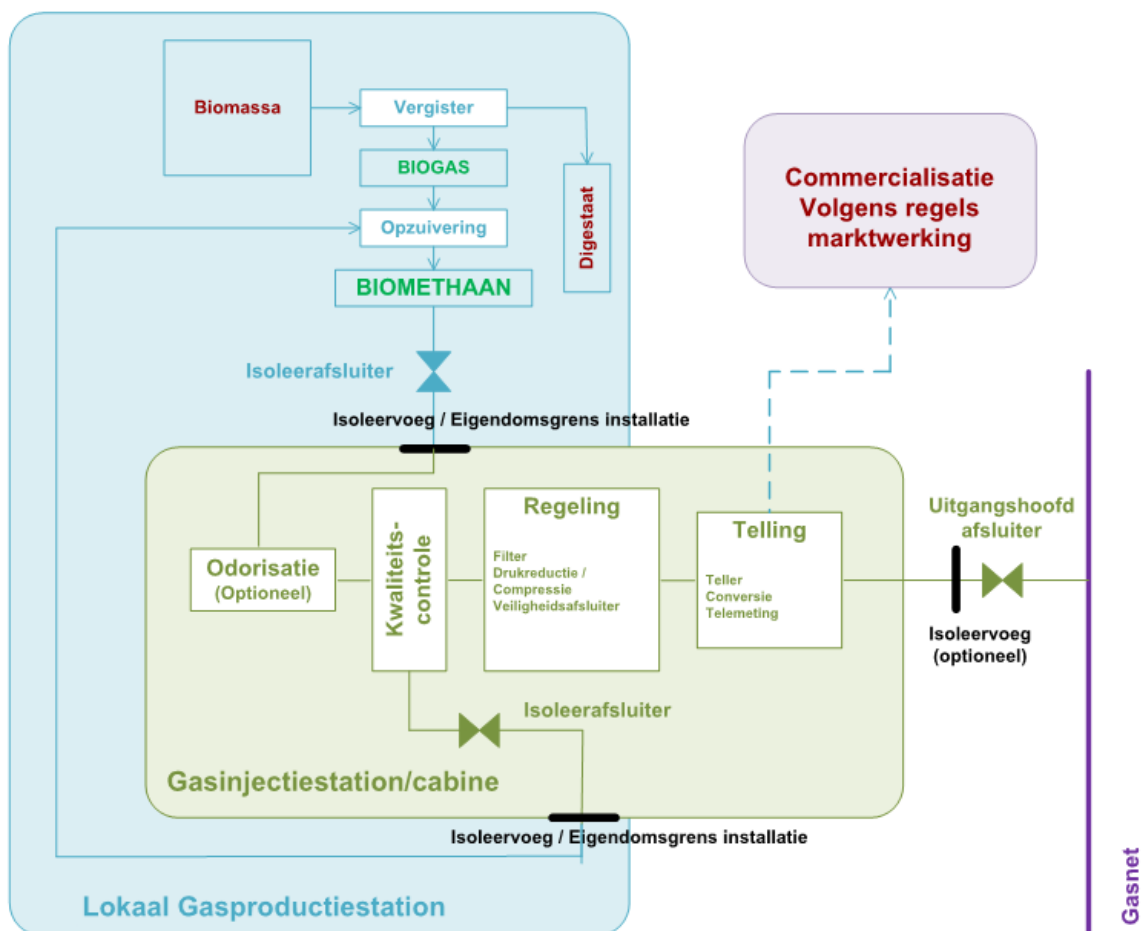 Biomassa
Vergister
BIOGAS
Opzuivering
BIOMETHAAN
Digestaat
Commercialisatie
Volgens regels
marktwerking
Isoleerafsluiter
Isoleervoeg / Eigendomsgrens installatie
Odorisatie
(Optioneel)
Kwaliteits-
controle
Regeling
Filter
Drukreductie /
Compressie
Veiligheidsafsluiter
Telling
Teller
Conversie
Telemeting
Uitgangshoofd
afsluiter
Isoleervoeg
(optioneel)
Isoleerafsluiter
Gasinjectiestation/cabine
Isoleervoeg / Eigendomsgrens installatie
Lokaal Gasproductiestation
Gasnet